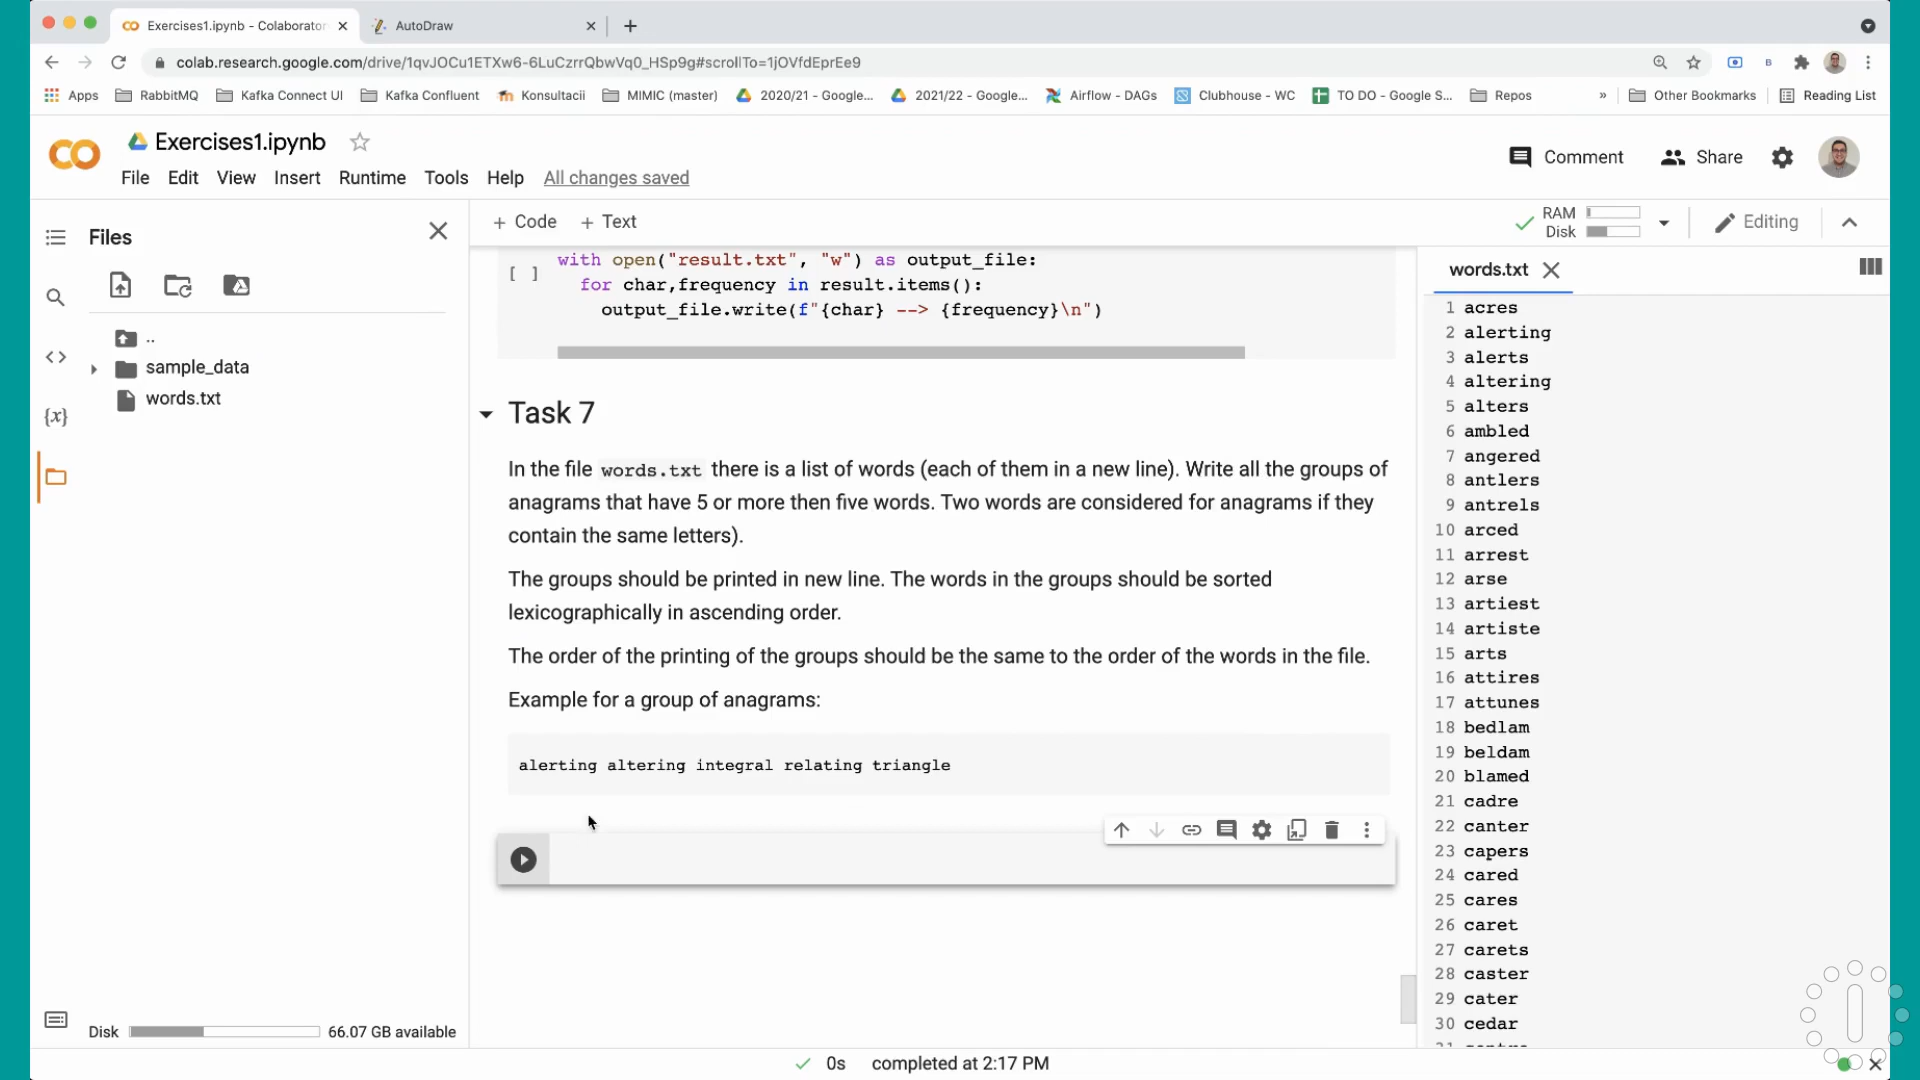 Exercises1.ipynb - Colaborator
AutoDraw
colab.research.google.com/drive/1qvJOCu1ETXw6-6LuCzrrQbwVq0_HSp9g#scrollTo=1jOVfdEprEe9
Apps RabbitMQ Kafka Connect UI Kafka Confluent Konsultacii MIMIC (master) 2020/21 - Google... 2021/22 - Google... Airflow - DAGs Clubhouse - WC TO DO - Google S... Repos » Other Bookmarks Reading List
CO Exercises1.ipynb
Comment Share
File Edit View Insert Runtime Tools Help All changes saved
Files
+ Code + Text
RAM
Disk
Editing
..
sample_data
words.txt
{x}
Disk 66.07 GB available
with open("result.txt", "w") as output_file:
[ ]
for char,frequency in result.items():
output_file.write(f"{char} --> {frequency}\n")
Task 7
In the file words.txt there is a list of words (each of them in a new line). Write all the groups of
anagrams that have 5 or more then five words. Two words are considered for anagrams if they
contain the same letters).
The groups should be printed in new line. The words in the groups should be sorted
lexicographically in ascending order.
The order of the printing of the groups should be the same to the order of the words in the file.
Example for a group of anagrams:
alerting altering integral relating triangle
words.txt
1 acres
2 alerting
3 alerts
4 altering
5 alters
6 ambled
7 angered
8 antlers
9 antrels
10 arced
11 arrest
12 arse
13 artiest
14 artiste
15 arts
16 attires
17 attunes
18 bedlam
19 beldam
20 blamed
21 cadre
22 canter
23 capers
24 cared
25 cares
26 caret
27 carets
28 caster
29 cater
30 cedar
0s completed at 2:17 PM